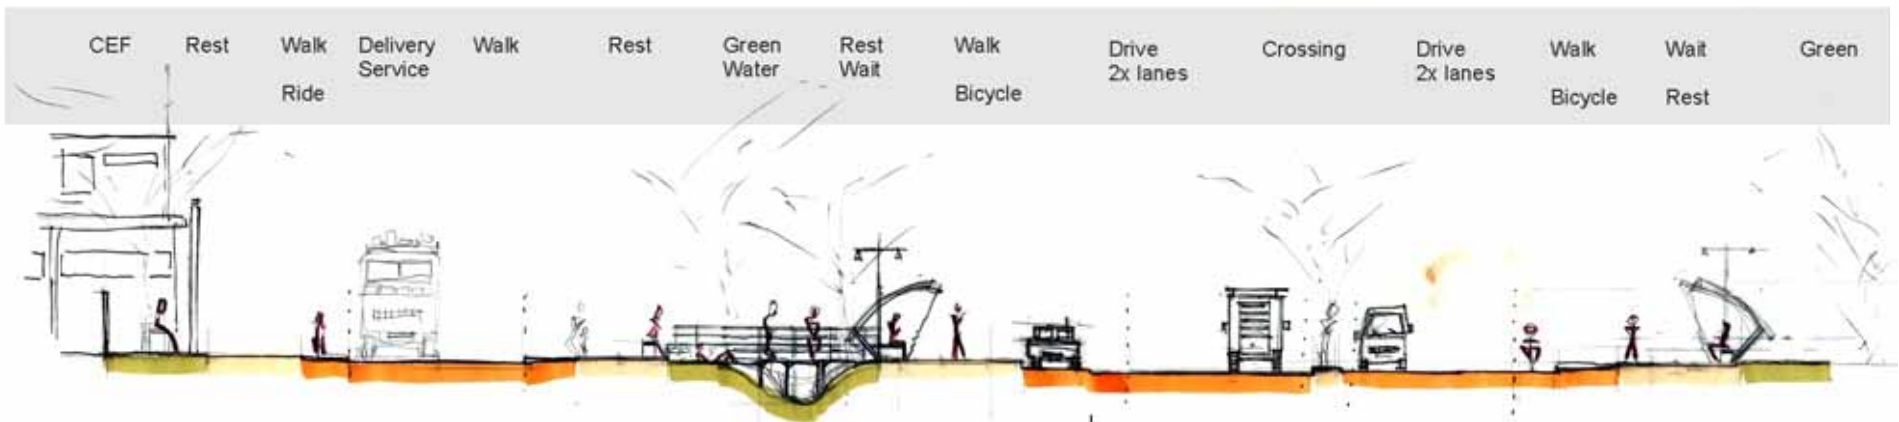 CEF
Rest
Walk
Ride
Delivery
Service
Walk
Rest
Green
Water
Rest
Wait
Walk
Bicycle
Drive
2x lanes
Crossing
Drive
2x lanes
Walk
Bicycle
Wait
Rest
Green